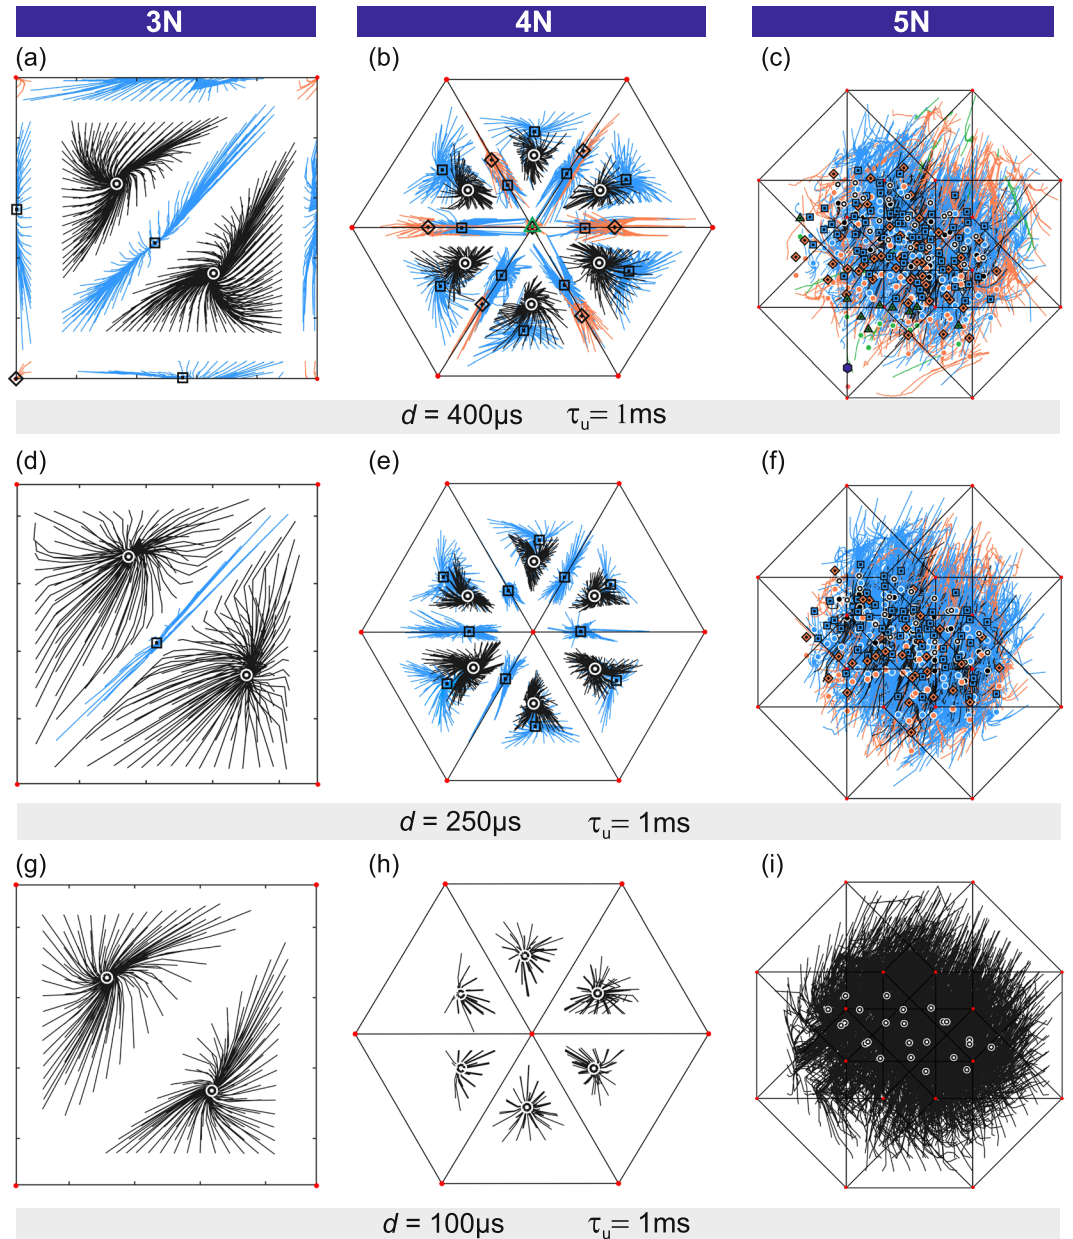 3N 4N 5N
(a) (b) (c)
d = 400μs τu= 1ms
(d) (e) (f)
d = 250μs τu= 1ms
(g) (h) (i)
d = 100μs τu= 1ms